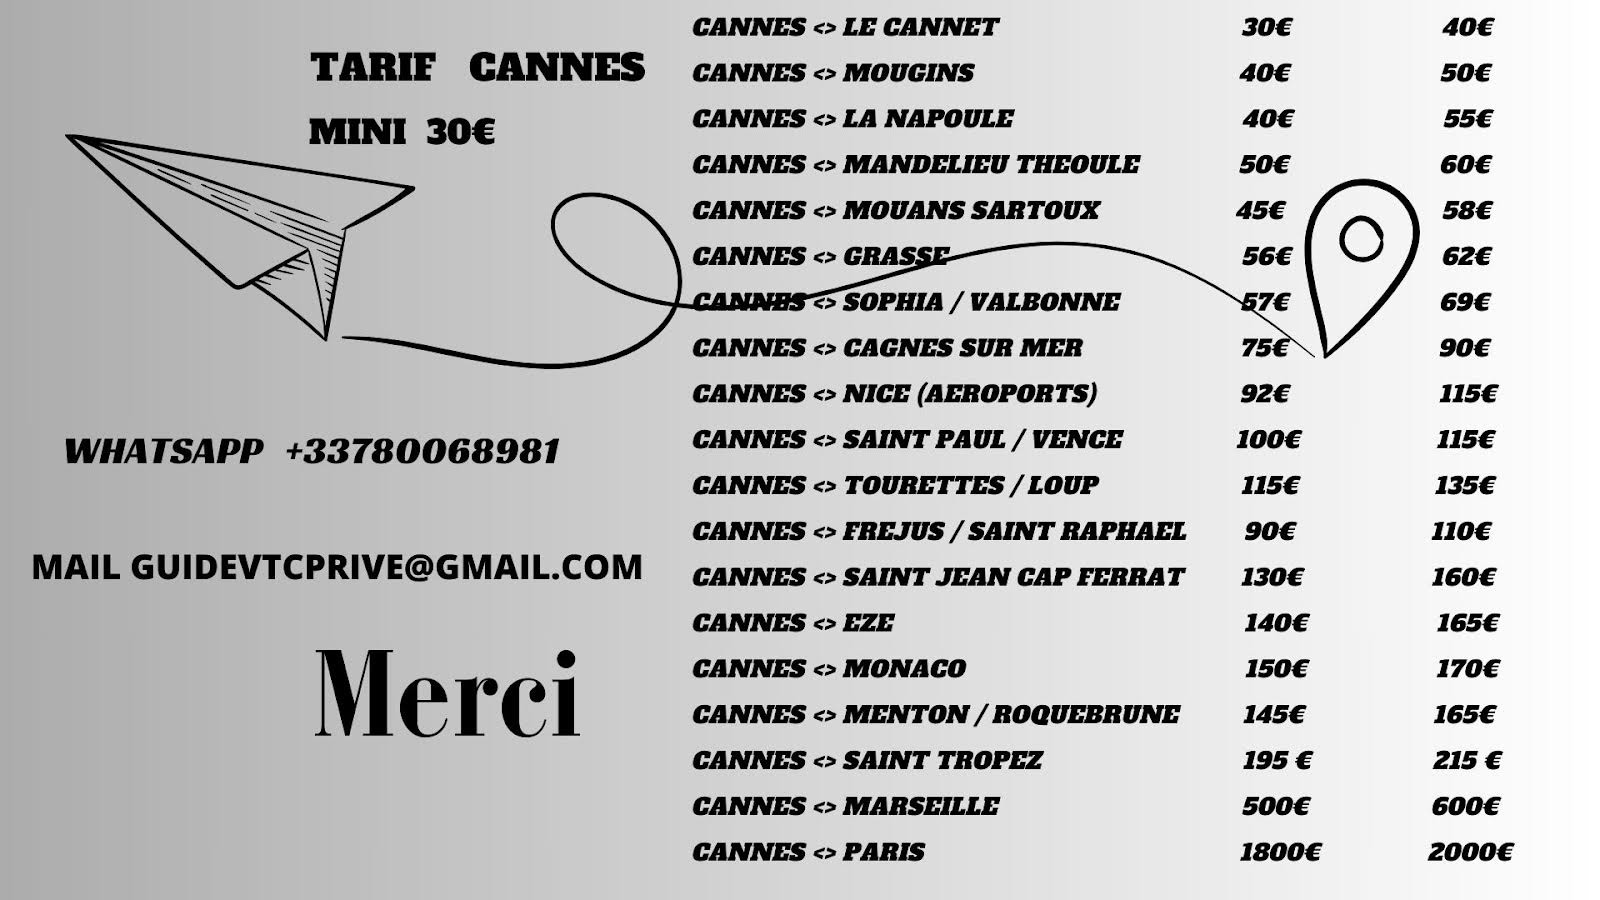 TARIF CANNES
MINI 30€
WHATSAPP +33780068981
MAIL GUIDEVTCPRIVE@GMAIL.COM
Merci
CANNES <> LE CANNET 30€ 40€
CANNES <> MOUGINS 40€ 50€
CANNES <> LA NAPOULE 40€ 55€
CANNES <> MANDELIEU THEOULE 50€ 60€
CANNES <> MOUANS SARTOUX 45€ 58€
CANNES <> GRASSE 56€ 62€
CANNES <> SOPHIA / VALBONNE 57€ 69€
CANNES <> CAGNES SUR MER 75€ 90€
CANNES <> NICE (AEROPORTS) 92€ 115€
CANNES <> SAINT PAUL / VENCE 100€ 115€
CANNES <> TOURETTES / LOUP 115€ 135€
CANNES <> FREJUS / SAINT RAPHAEL 90€ 110€
CANNES <> SAINT JEAN CAP FERRAT 130€ 160€
CANNES <> EZE 140€ 165€
CANNES <> MONACO 150€ 170€
CANNES <> MENTON / ROQUEBRUNE 145€ 165€
CANNES <> SAINT TROPEZ 195 € 215 €
CANNES <> MARSEILLE 500€ 600€
CANNES <> PARIS 1800€ 2000€